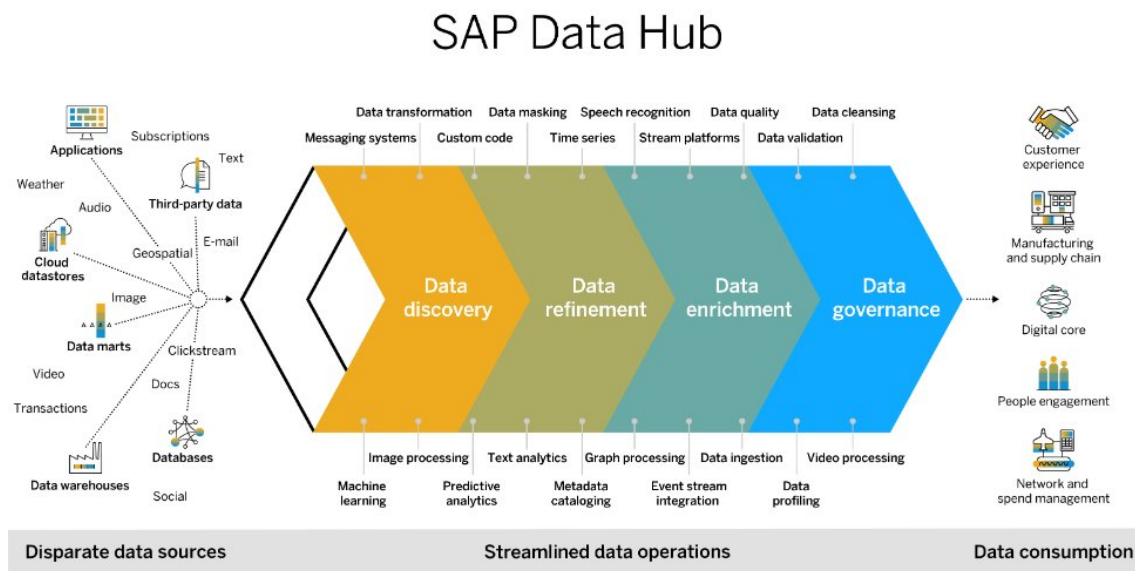 SAP Data Hub
Applications
Subscriptions
Text
Weather
Third-party data
Audio
E-mail
Cloud
datastores
Geospatial
Image
Data marts
Clickstream
Video
Docs
Transactions
Databases
Data warehouses
Social
Data transformation
Data masking
Speech recognition
Data quality
Data cleansing
Messaging systems
Custom code
Time series
Stream platforms
Data validation
Data
discovery
Data
refinement
Data
enrichment
Data
governance
Image processing
Text analytics
Graph processing
Data ingestion
Video processing
Machine
learning
Predictive
analytics
Metadata
cataloging
Event stream
integration
Data
profiling
Customer
experience
Manufacturing
and supply chain
Digital core
People engagement
Network and
spend management
Disparate data sources
Streamlined data operations
Data consumption